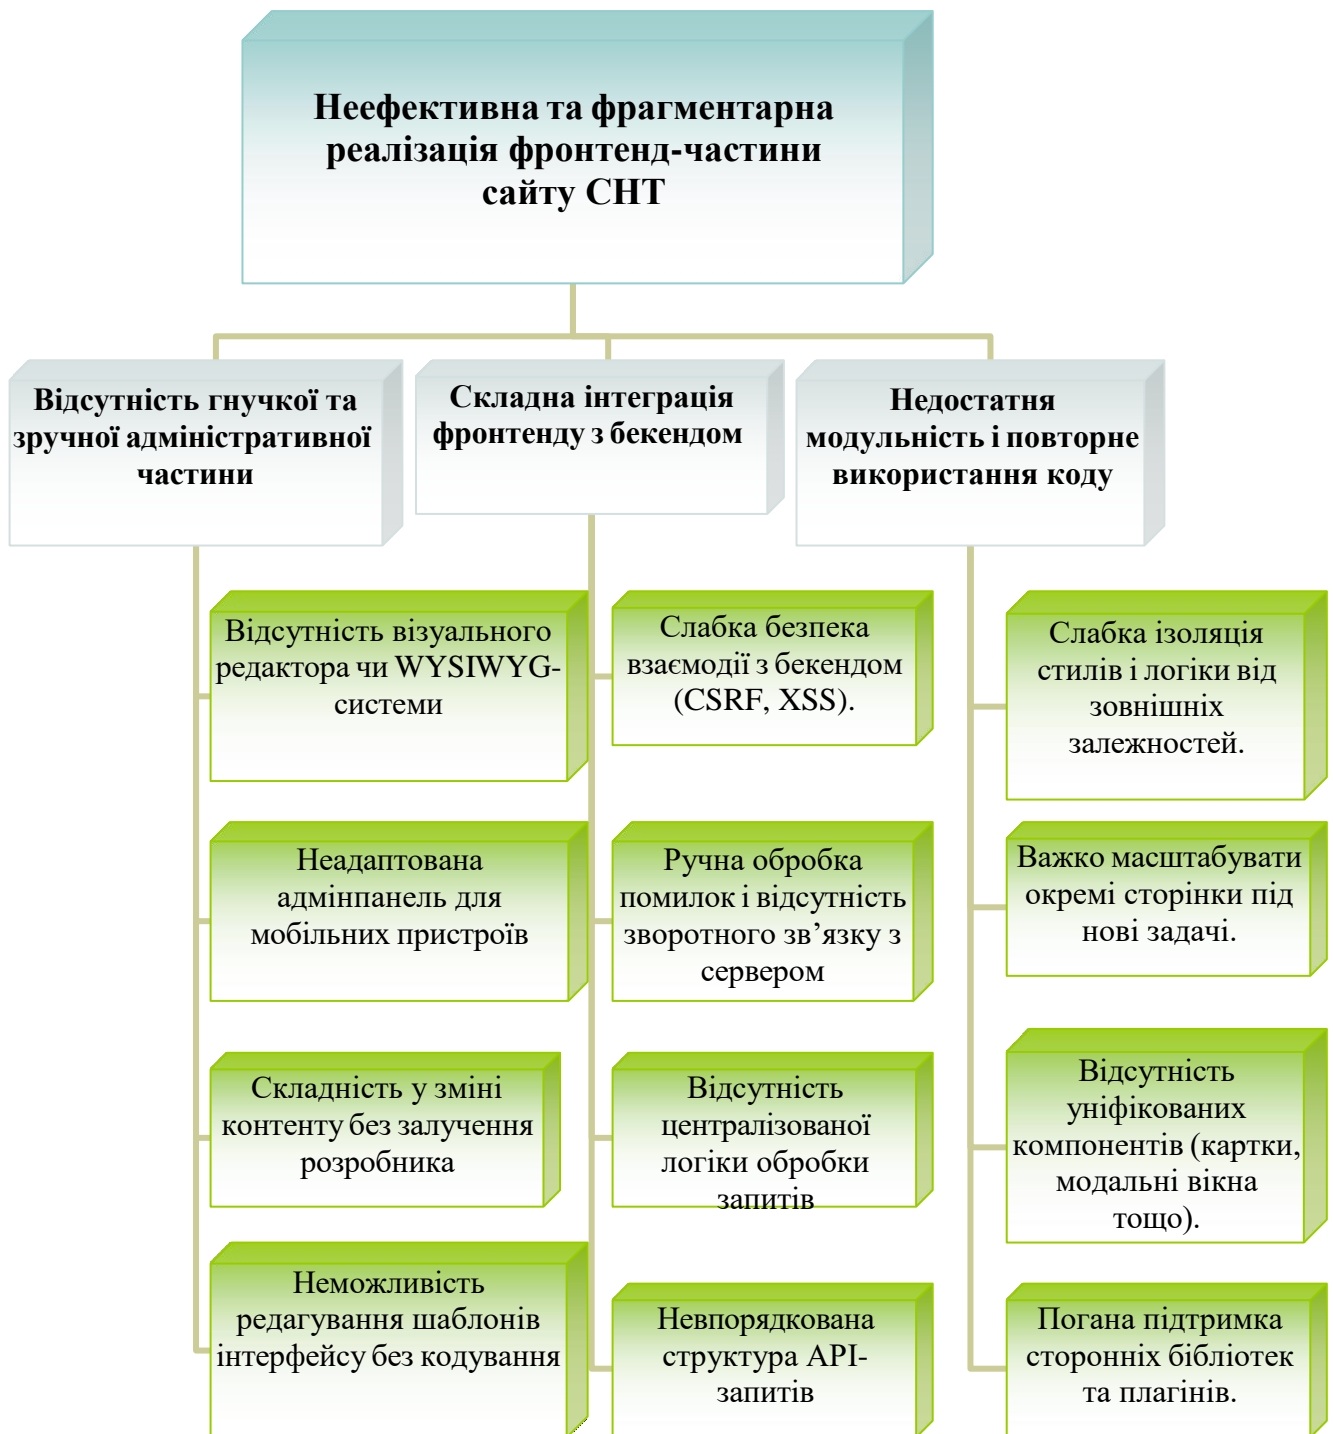 Неефективна та фрагментарна
реалізація фронтенд-частини
сайту СНТ
Відсутність гнучкої та
зручної адміністративної
частини
Складна інтеграція
фронтенду з бекендом
Недостатня
модульність і повторне
використання коду
Відсутність візуального
редактора чи WYSIWYG-
системи
Неадаптована
адмінпанель для
мобільних пристроїв
Складність у зміні
контенту без залучення
розробника
Неможливість
редагування шаблонів
інтерфейсу без кодування
Слабка безпека
взаємодії з бекендом
(CSRF, XSS).
Ручна обробка
помилок і відсутність
зворотного зв’язку з
сервером
Відсутність
централізованої
логіки обробки
запитів
Невпорядкована
структура API-
запитів
Слабка ізоляція
стилів і логіки від
зовнішніх
залежностей.
Важко масштабувати
окремі сторінки під
нові задачі.
Відсутність
уніфікованих
компонентів (картки,
модальні вікна
тощо).
Погана підтримка
сторонніх бібліотек
та плагінів.